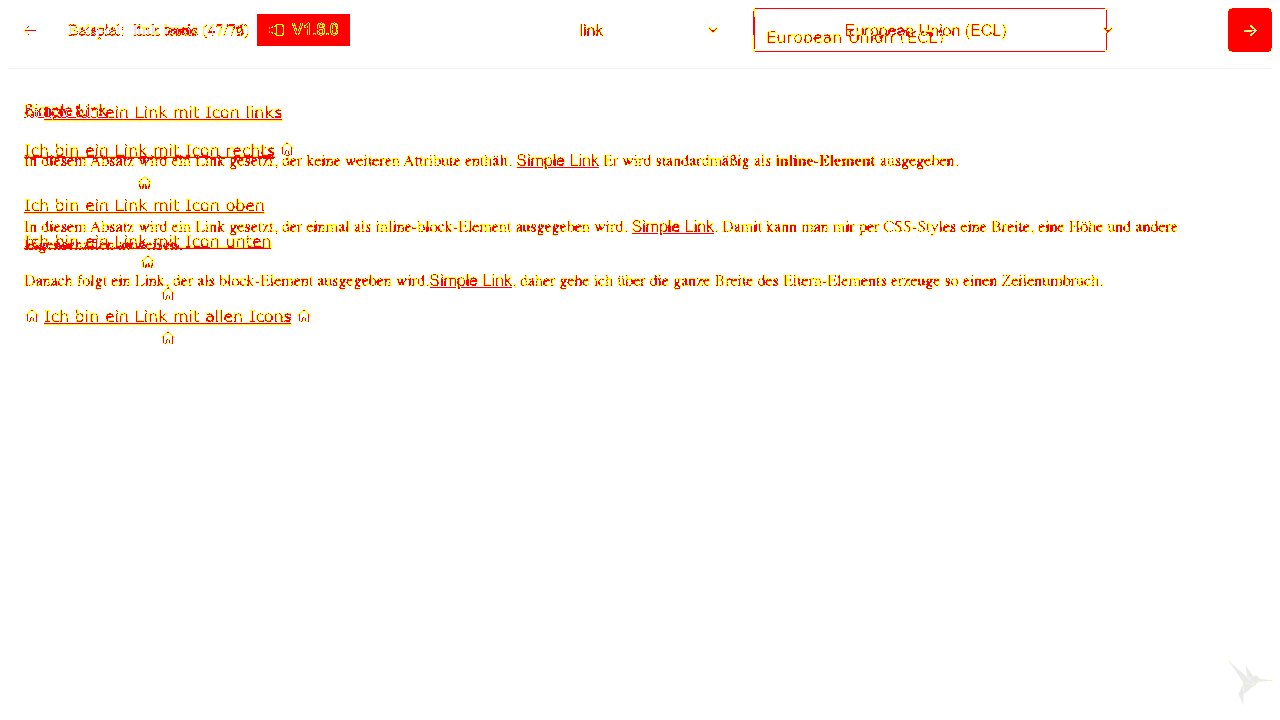 Beispiel: link (47/76) V1.8.0 link European Union (ECL)
European Union (ECL)
Simple Link
Ich bin ein Link mit Icon links
Ich bin ein Link mit Icon rechts
In diesem Absatz wird ein Link gesetzt, der keine weiteren Attribute enthält. Simple Link Er wird standardmäßig als inline-Element ausgegeben.
Ich bin ein Link mit Icon oben
In diesem Absatz wird ein Link gesetzt, der einmal als inline-block-Element ausgegeben wird. Simple Link. Damit kann man mir per CSS-Styles eine Breite, eine Höhe und andere
Ich bin ein Link mit Icon unten
Danach folgt ein Link, der als block-Element ausgegeben wird.Simple Link, daher gehe ich über die ganze Breite des Eltern-Elements erzeuge so einen Zeilenumbruch.
Ich bin ein Link mit allen Icons